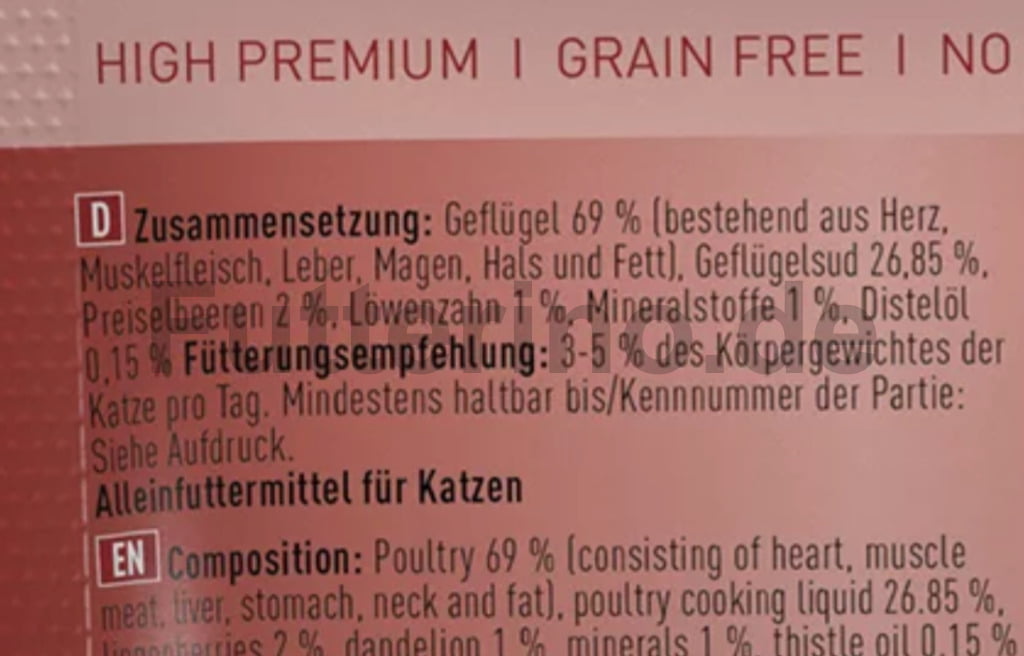 HIGH PREMIUM | GRAIN FREE | NO
D Zusammensetzung: Geflügel 69 % (bestehend aus Herz,
Muskelfleisch, Leber, Magen, Hals und Fett), Geflügelsud 26,85 %,
Preiselbeeren 2 %, Löwenzahn 1 %, Mineralstoffe 1 %, Distelöl
0,15 % Fütterungsempfehlung: 3-5 % des Körpergewichtes der
Katze pro Tag. Mindestens haltbar bis/Kennnummer der Partie:
Siehe Aufdruck.
Alleinfuttermittel für Katzen
EN Composition: Poultry 69 % (consisting of heart, muscle
meat, liver, stomach, neck and fat), poultry cooking liquid 26.85 %,
lingonberries 2 %, dandelion 1 %, minerals 1 %, thistle oil 0.15 %
Futterino.de